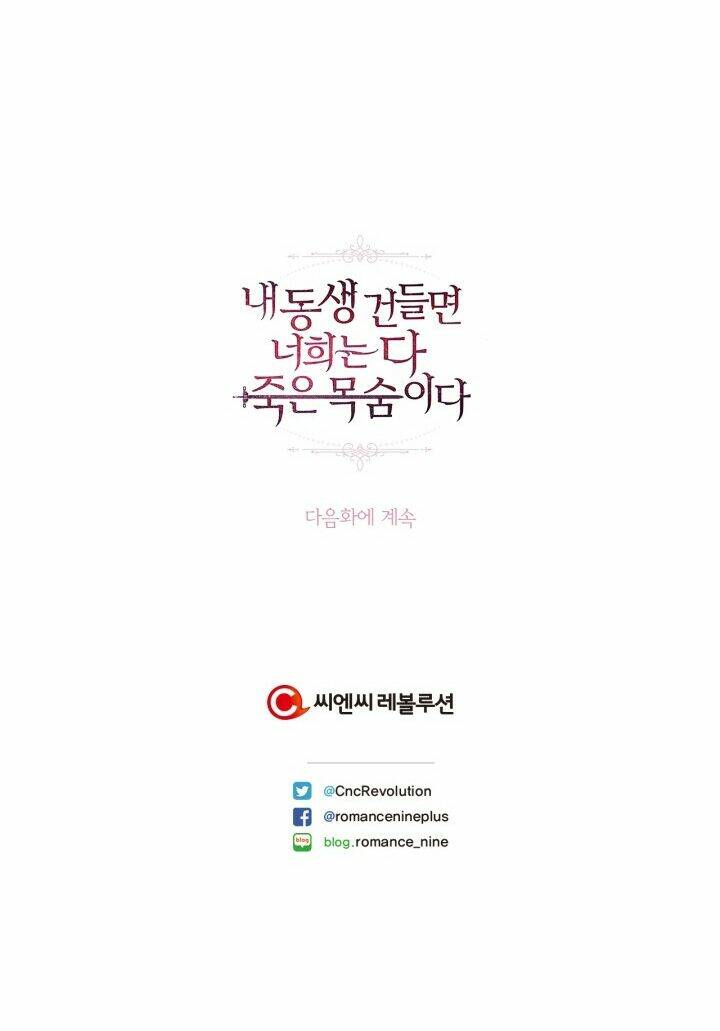 내 동생 건들면
너희는 다
죽은 목숨이다
다음화에 계속
씨엔씨 레볼루션
@CncRevolution
@romancenineplus
blog
blog.romance_nine